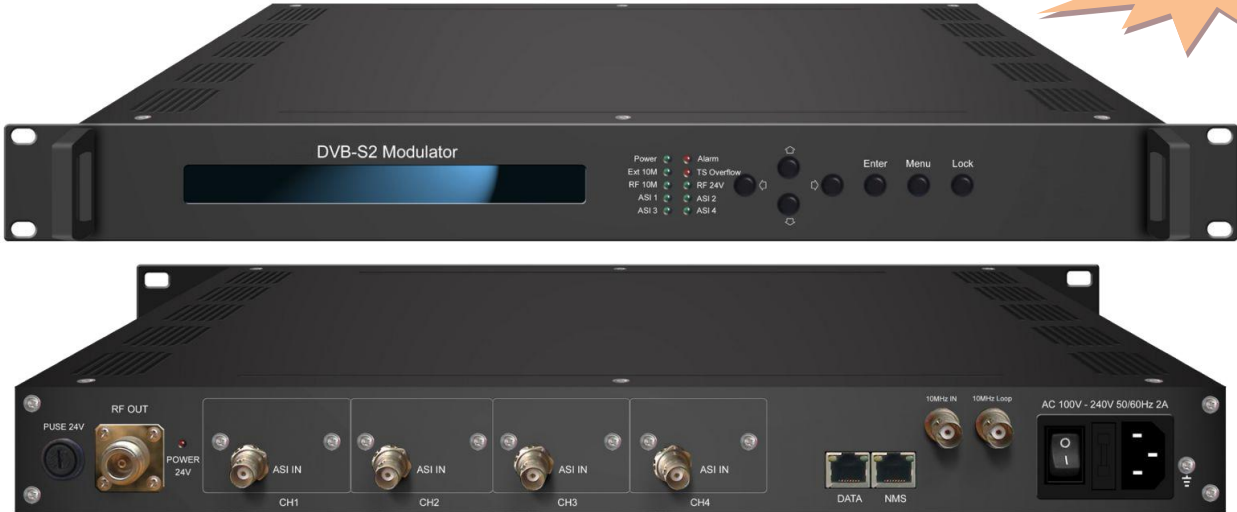 DVB-S2 Modulator
Power Alarm
Ext 10M TS Overflow
RF 10M RF 24V
ASI 1 ASI 2
ASI 3 ASI 4
Enter Menu Lock
RF OUT
PUSE 24V
POWER
24V
ASI IN
CH1
ASI IN
CH2
ASI IN
CH3
ASI IN
CH4
DATA NMS
10MHz IN 10MHz Loop
AC 100V - 240V 50/60Hz 2A
O
I